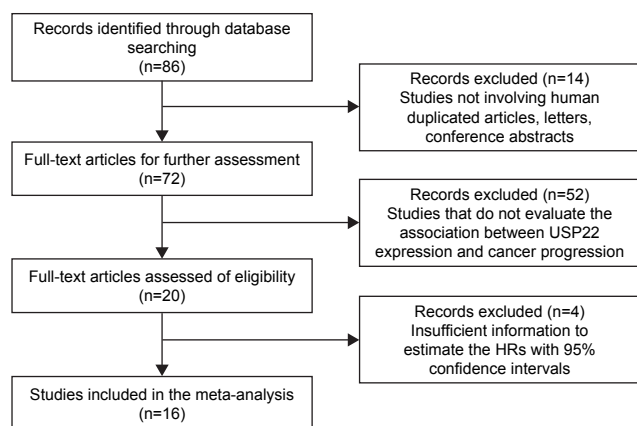 Records identified through database
searching
(n=86)
Records excluded (n=14)
Studies not involving human
duplicated articles, letters,
conference abstracts
Full-text articles for further assessment
(n=72)
Records excluded (n=52)
Studies that do not evaluate the
association between USP22
expression and cancer progression
Full-text articles assessed of eligibility
(n=20)
Records excluded (n=4)
Insufficient information to
estimate the HRs with 95%
confidence intervals
Studies included in the meta-analysis
(n=16)